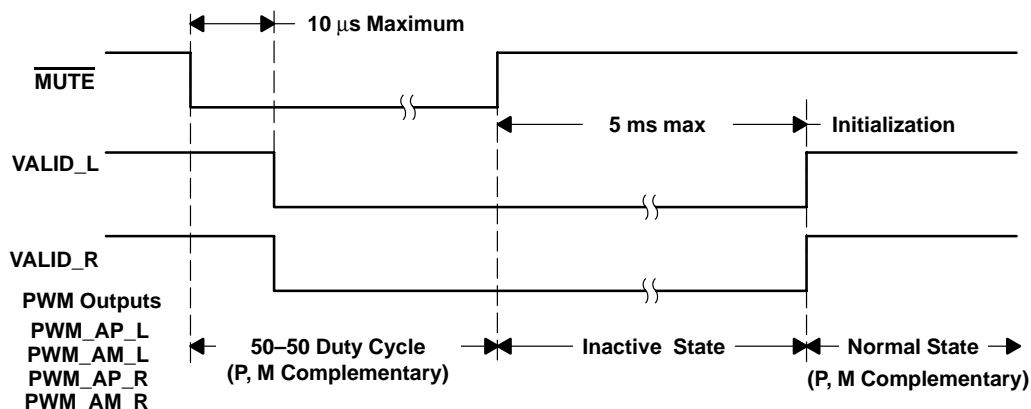 10 µs Maximum
MUTE
5 ms max
Initialization
VALID_L
VALID_R
PWM Outputs
PWM_AP_L
PWM_AM_L
PWM_AP_R
PWM_AM_R
50–50 Duty Cycle
(P, M Complementary)
Inactive State
Normal State
(P, M Complementary)